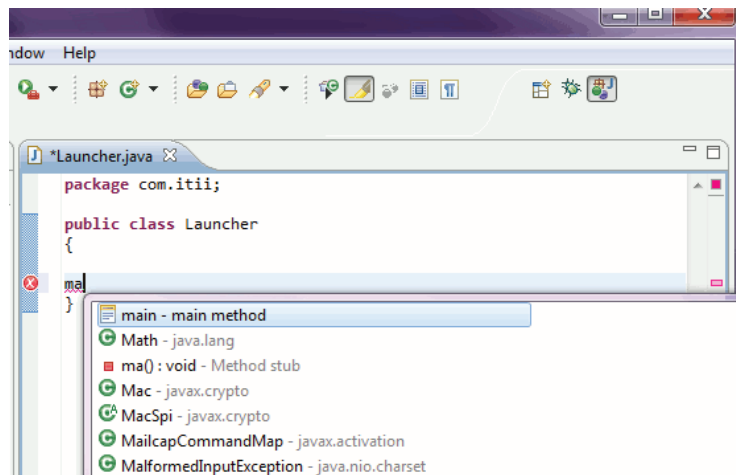 ndow Help
*Launcher.java
package com.itii;
public class Launcher
{
ma
}
main - main method
Math - java.lang
ma() : void - Method stub
Mac - javax.crypto
MacSpi - javax.crypto
MailcapCommandMap - javax.activation
MalformedInputException - java.nio.charset